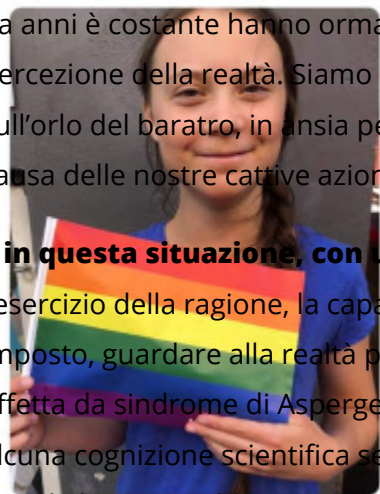 a anni è costante hanno orma
ercezione della realtà. Siamo
ull’orlo del baratro, in ansia pe
ausa delle nostre cattive azion
in questa situazione, con u
esercizio della ragione, la capa
mposto, guardare alla realtà p
ffetta da sindrome di Asperge
lcuna cognizione scientifica se